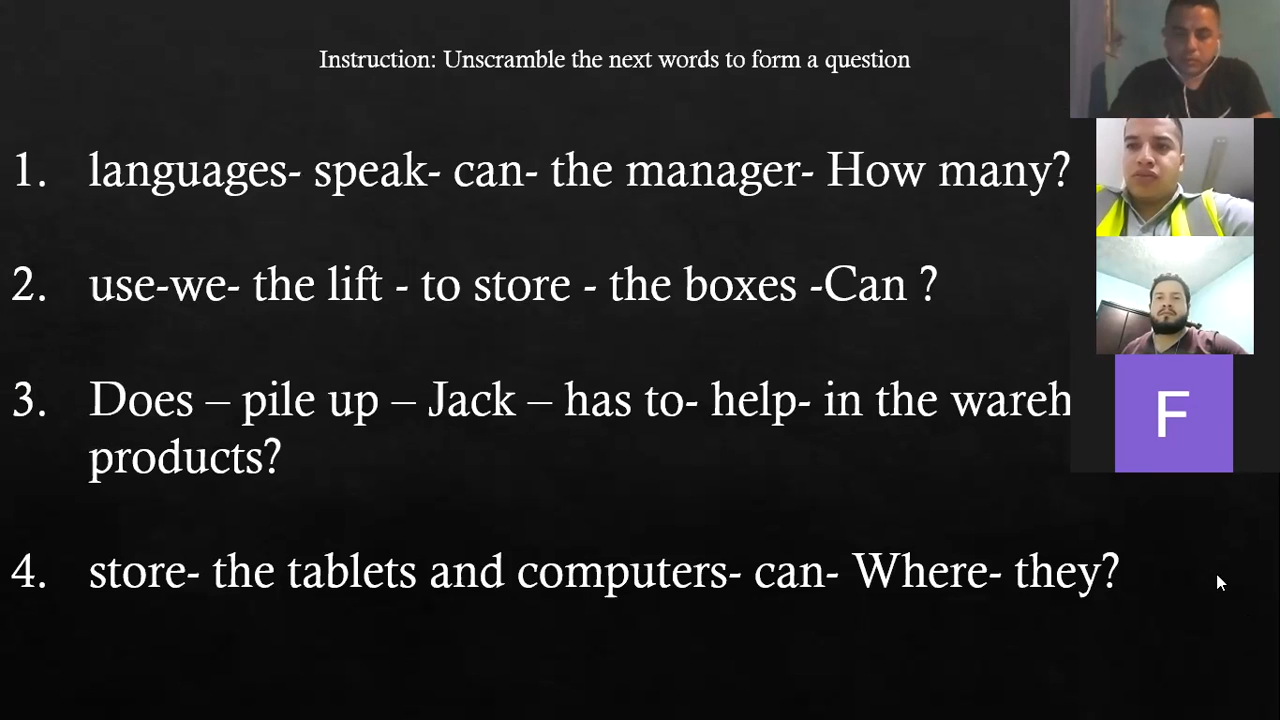 Instruction: Unscramble the next words to form a question
1. languages- speak- can- the manager- How many?
2. use-we- the lift - to store - the boxes -Can ?
3. Does – pile up – Jack – has to- help- in the
products?
4. store- the tablets and computers- can- Where- they?
F